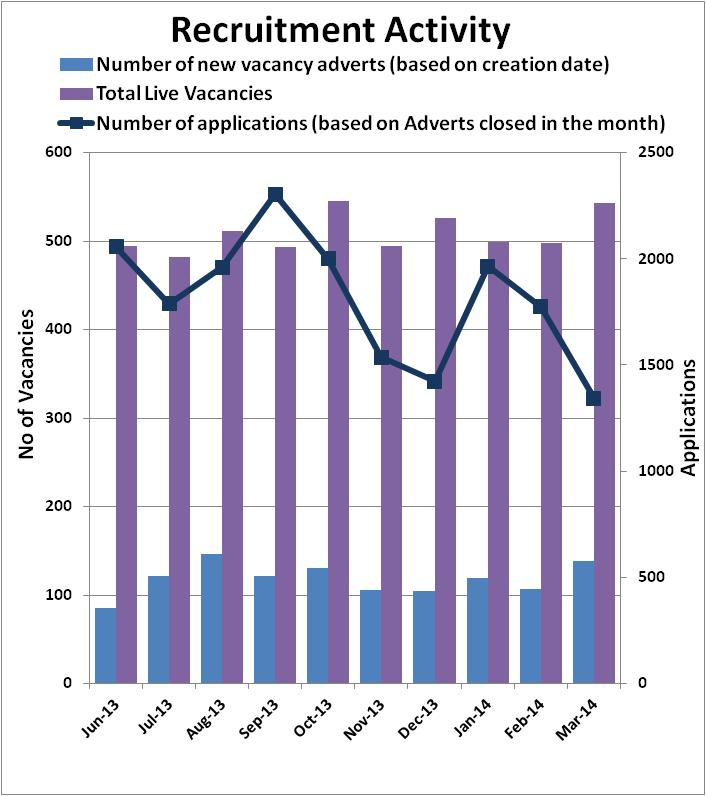 Recruitment Activity
Number of new vacancy adverts (based on creation date)
Total Live Vacancies
Number of applications (based on Adverts closed in the month)
600
500
400
300
200
100
0
No of Vacancies
2500
2000
1500
1000
500
0
Applications
Jun-13
Jul-13
Aug-13
Sep-13
Oct-13
Nov-13
Dec-13
Jan-14
Feb-14
Mar-14